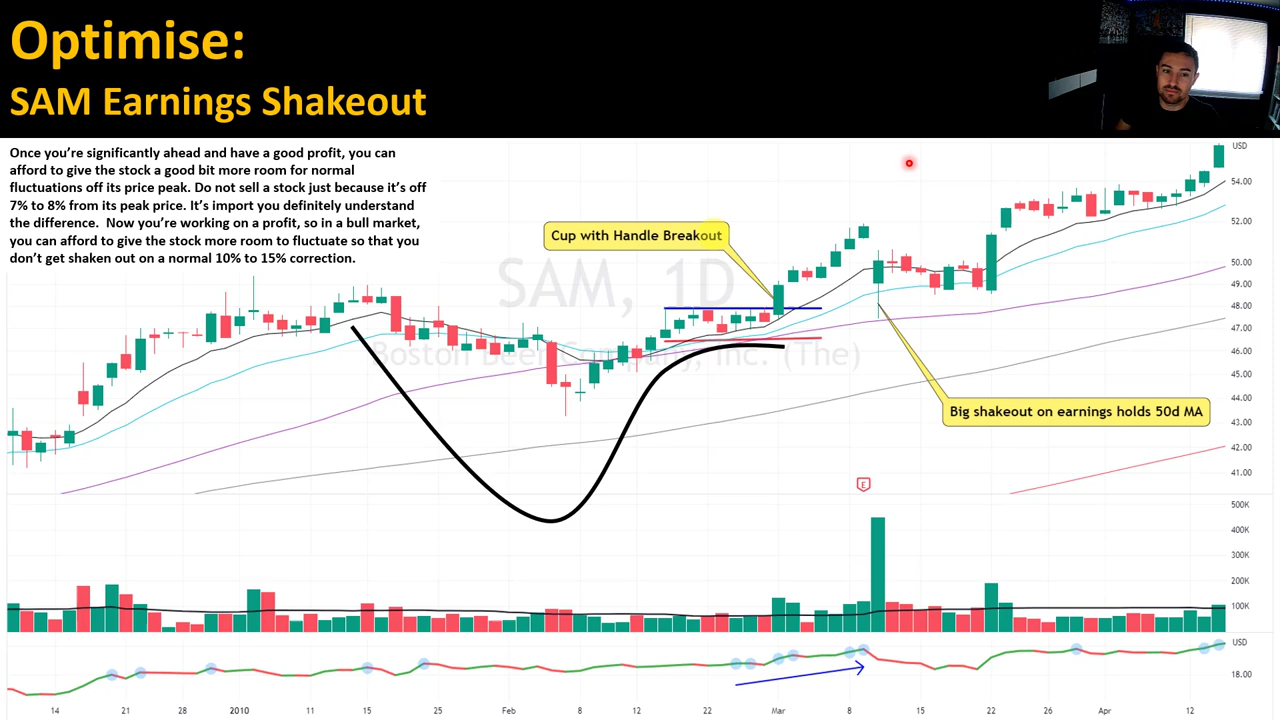 Optimise:
SAM Earnings Shakeout
Once you’re significantly ahead and have a good profit, you can
afford to give the stock a good bit more room for normal
fluctuations off its price peak. Do not sell a stock just because it’s off
7% to 8% from its peak price. It’s import you definitely understand
the difference.  Now you’re working on a profit, so in a bull market,
you can afford to give the stock more room to fluctuate so that you
don’t get shaken out on a normal 10% to 15% correction.
USD
54.00
52.00
50.00
49.00
48.00
47.00
46.00
45.00
44.00
43.00
42.00
41.00
Cup with Handle Breakout
SAM, 1D
Boston Beer Company, Inc. (The)
Big shakeout on earnings holds 50d MA
E
500K
400K
300K
200K
100K
USD
18.00
14 21 28 2010 11 15 25 Feb 8 12 22 Mar 8 16 22 26 Apr 12